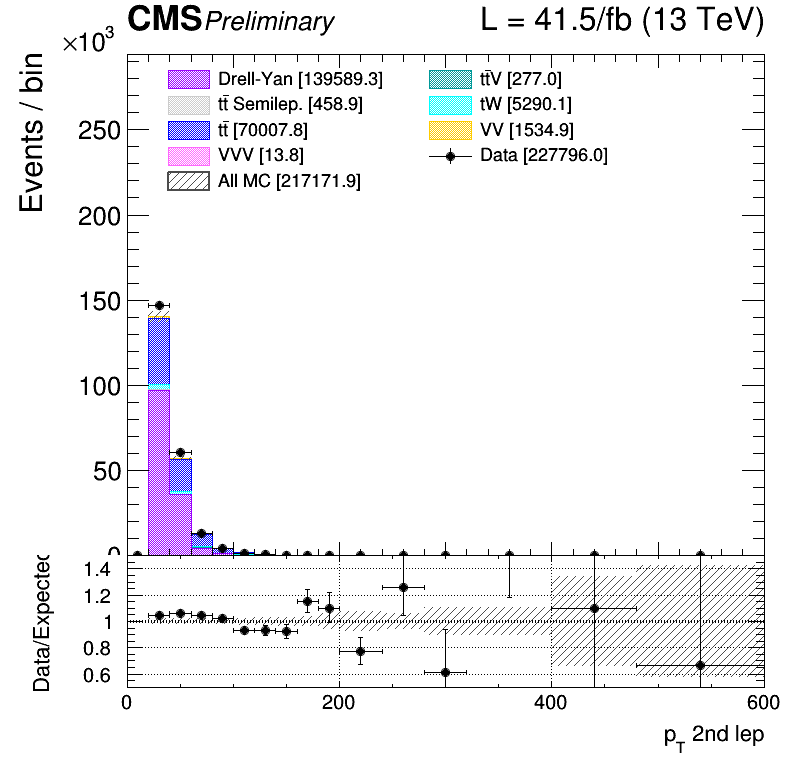 CMS Preliminary L = 41.5/fb (13 TeV)
×10³
Events / bin
Drell-Yan [139589.3]
tt̄ Semilep. [458.9]
tt̄ [70007.8]
VVV [13.8]
All MC [217171.9]
tt̄V [277.0]
tW [5290.1]
VV [1534.9]
Data [227796.0]
250
200
150
100
50
0
Data/Expected
1.4
1.2
1
0.8
0.6
0 200 400 600
p_T 2nd lep